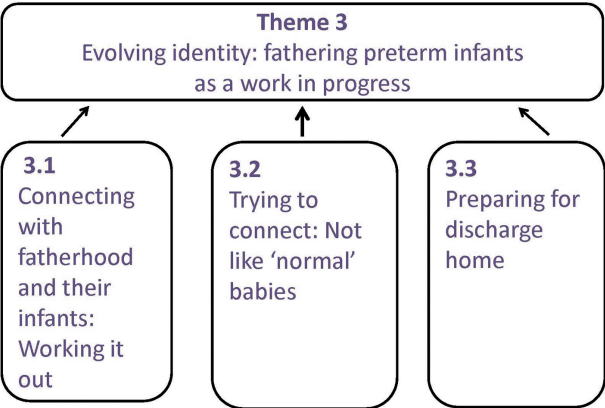 Theme 3
Evolving identity: fathering preterm infants
as a work in progress
3.1
Connecting
with
fatherhood
and their
infants:
Working it
out
3.2
Trying to
connect: Not
like ‘normal’
babies
3.3
Preparing for
discharge
home